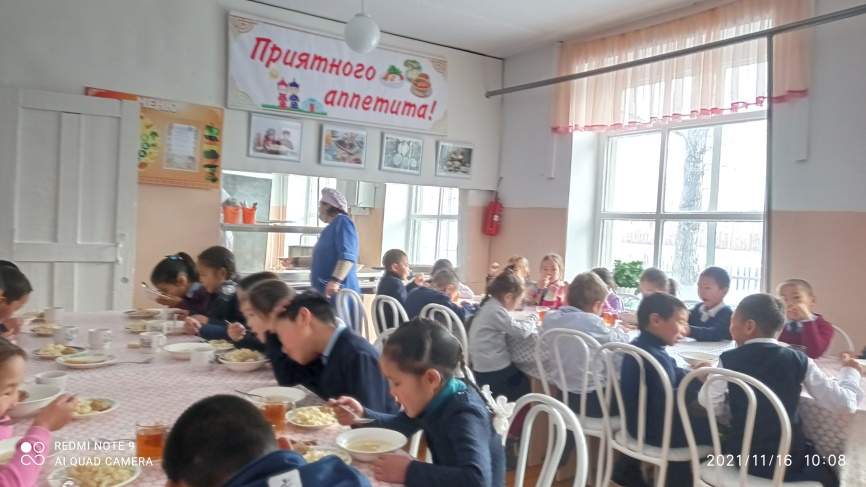 Приятного
аппетита!
МЕНЮ
REDMI NOTE 9
AI QUAD CAMERA
2021/11/16 10:08